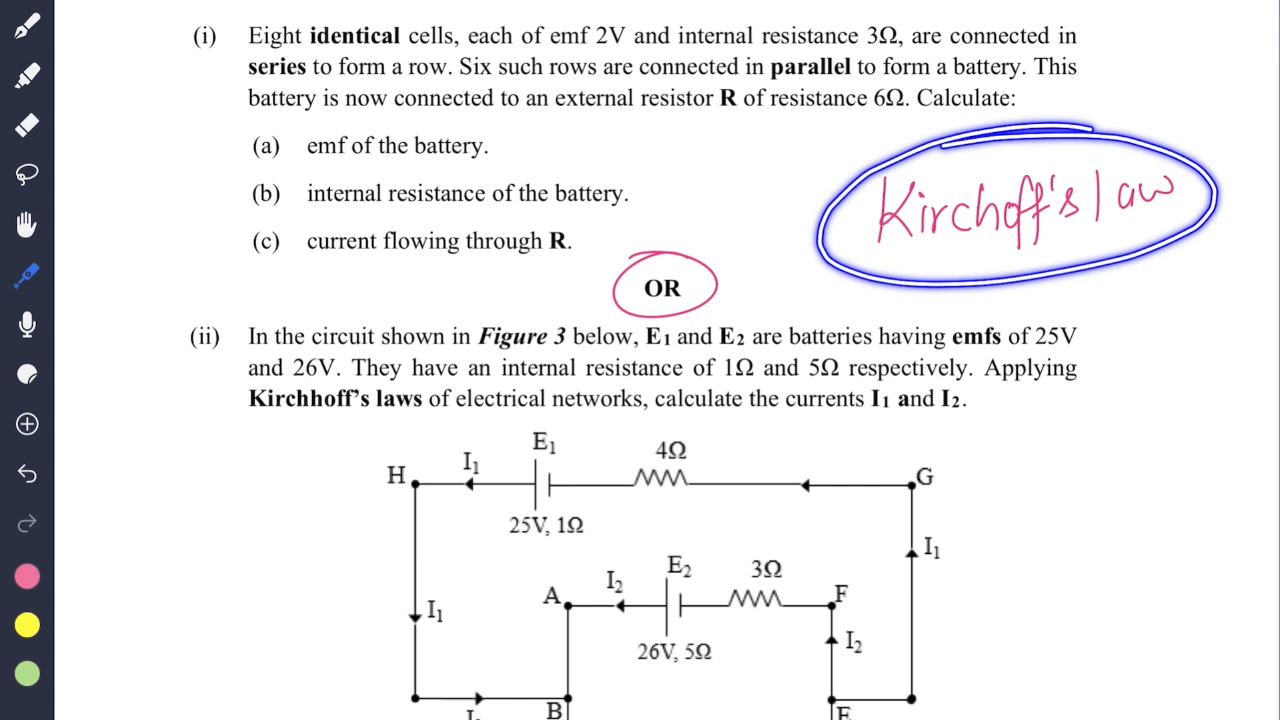 (i) Eight identical cells, each of emf 2V and internal resistance 3Ω, are connected in
series to form a row. Six such rows are connected in parallel to form a battery. This
battery is now connected to an external resistor R of resistance 6Ω. Calculate:
(a) emf of the battery.
(b) internal resistance of the battery.
(c) current flowing through R.
Kirchoff's law
OR
(ii) In the circuit shown in Figure 3 below, E₁ and E₂ are batteries having emfs of 25V
and 26V. They have an internal resistance of 1Ω and 5Ω respectively. Applying
Kirchhoff's laws of electrical networks, calculate the currents I₁ and I₂.
E₁ 4Ω
H I₁ G
25V, 1Ω
I₁
E₂ 3Ω
A I₂ F
I₁
26V, 5Ω I₂
B E